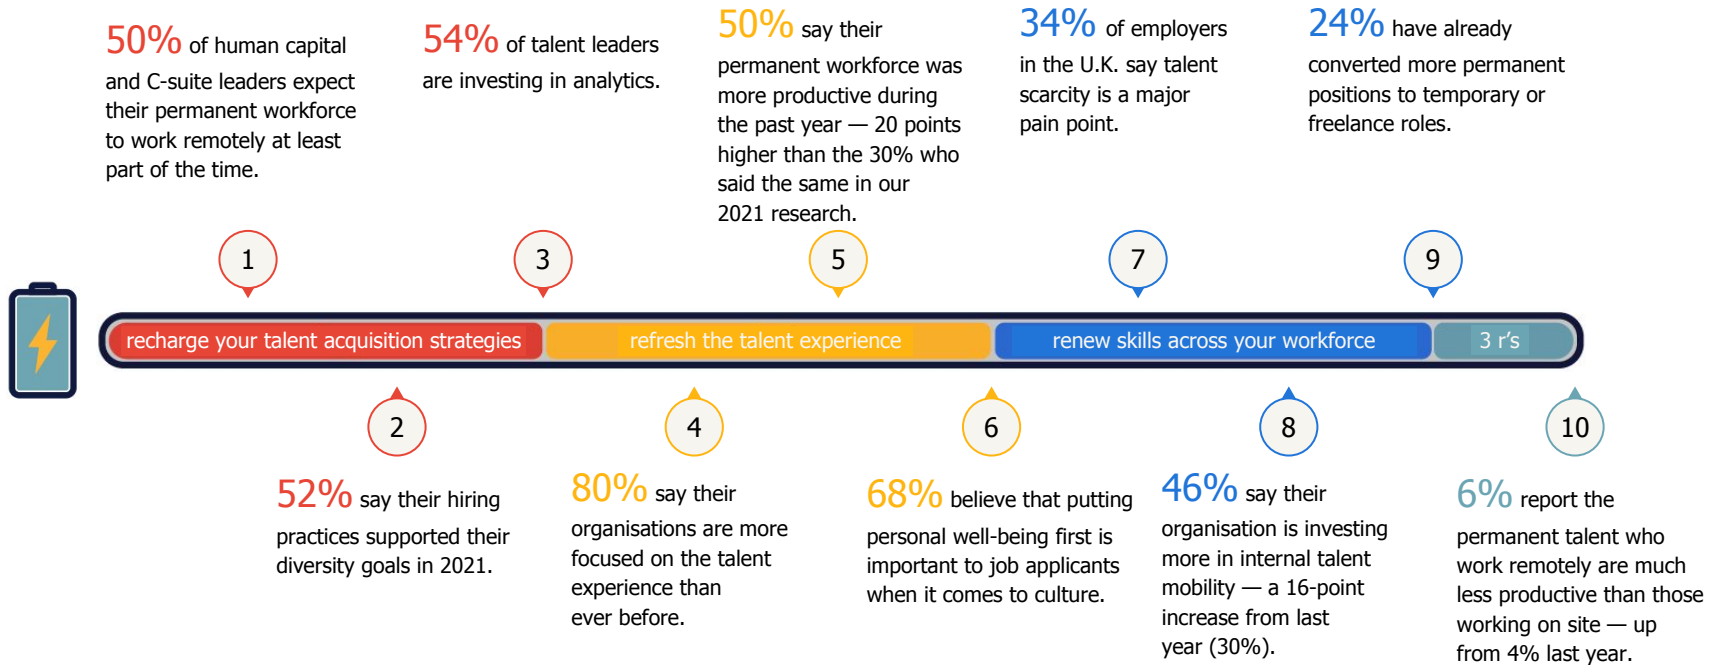 50% of human capital
and C-suite leaders expect
their permanent workforce
to work remotely at least
part of the time.
54% of talent leaders
are investing in analytics.
50% say their
permanent workforce was
more productive during
the past year — 20 points
higher than the 30% who
said the same in our
2021 research.
34% of employers
in the U.K. say talent
scarcity is a major
pain point.
24% have already
converted more permanent
positions to temporary or
freelance roles.
1
3
5
7
9
recharge your talent acquisition strategies
refresh the talent experience
renew skills across your workforce
3 r's
2
4
6
8
10
52% say their hiring
practices supported their
diversity goals in 2021.
80% say their
organisations are more
focused on the talent
experience than
ever before.
68% believe that putting
personal well-being first is
important to job applicants
when it comes to culture.
46% say their
organisation is investing
more in internal talent
mobility — a 16-point
increase from last
year (30%).
6% report the
permanent talent who
work remotely are much
less productive than those
working on site — up
from 4% last year.